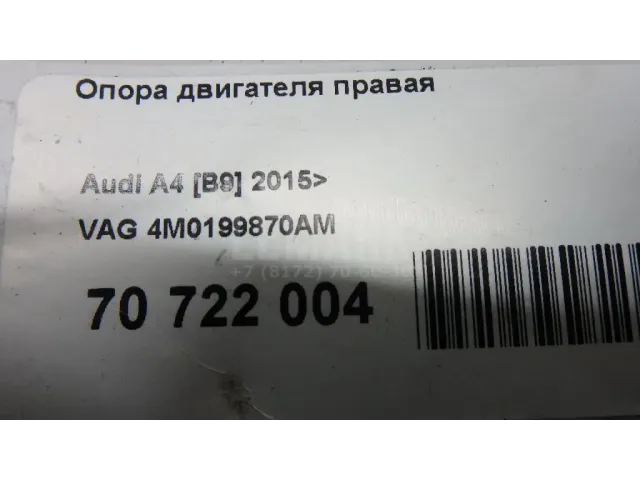 Опора двигателя правая
Audi A4 [B9] 2015>
VAG 4M0199870AM
70 722 004